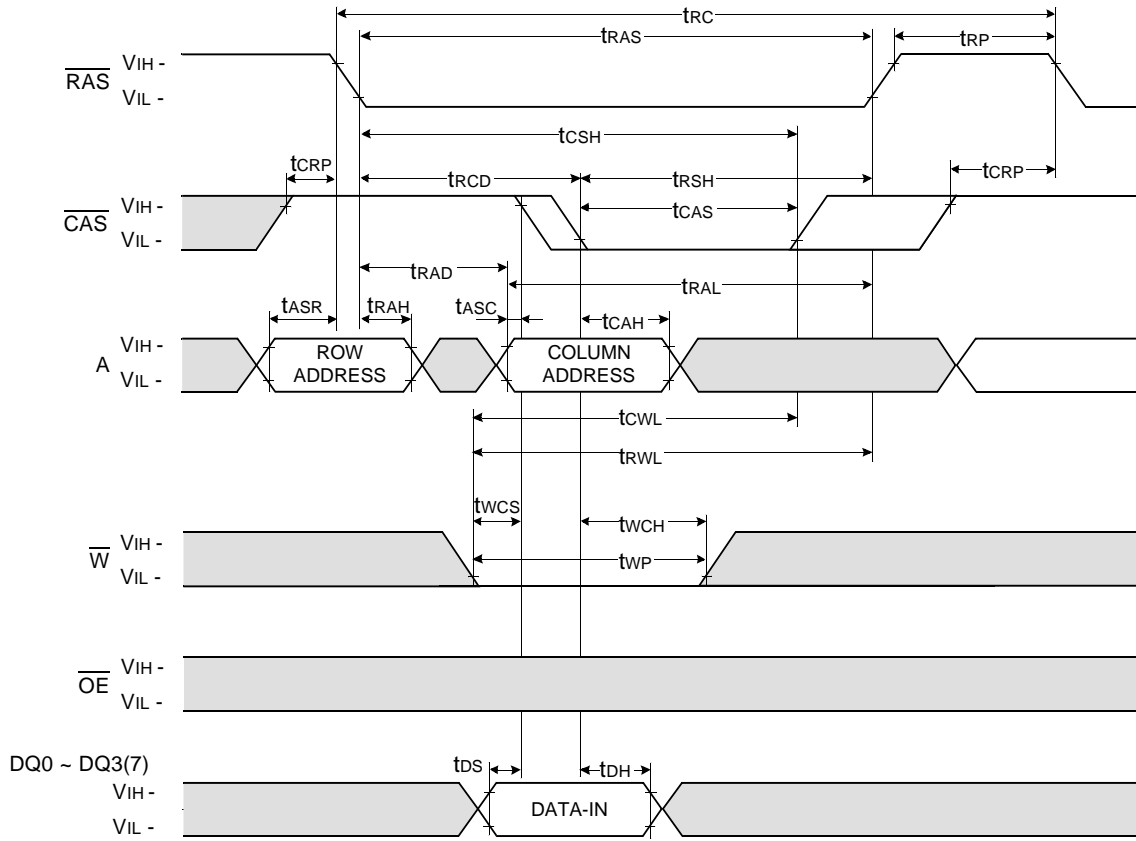 tRC
tRAS
tRP
RAS
VIH -
VIL -
tCSH
tCRP
tRCD
tRSH
tCRP
CAS
VIH -
VIL -
tCAS
tRAD
tRAL
tASR
tRAH
tASC
tCAH
A
VIH -
VIL -
ROW
ADDRESS
COLUMN
ADDRESS
tCWL
tRWL
tWCS
tWCH
W
VIH -
VIL -
tWP
OE
VIH -
VIL -
DQ0 ~ DQ3(7)
tDS
tDH
VIH -
VIL -
DATA-IN